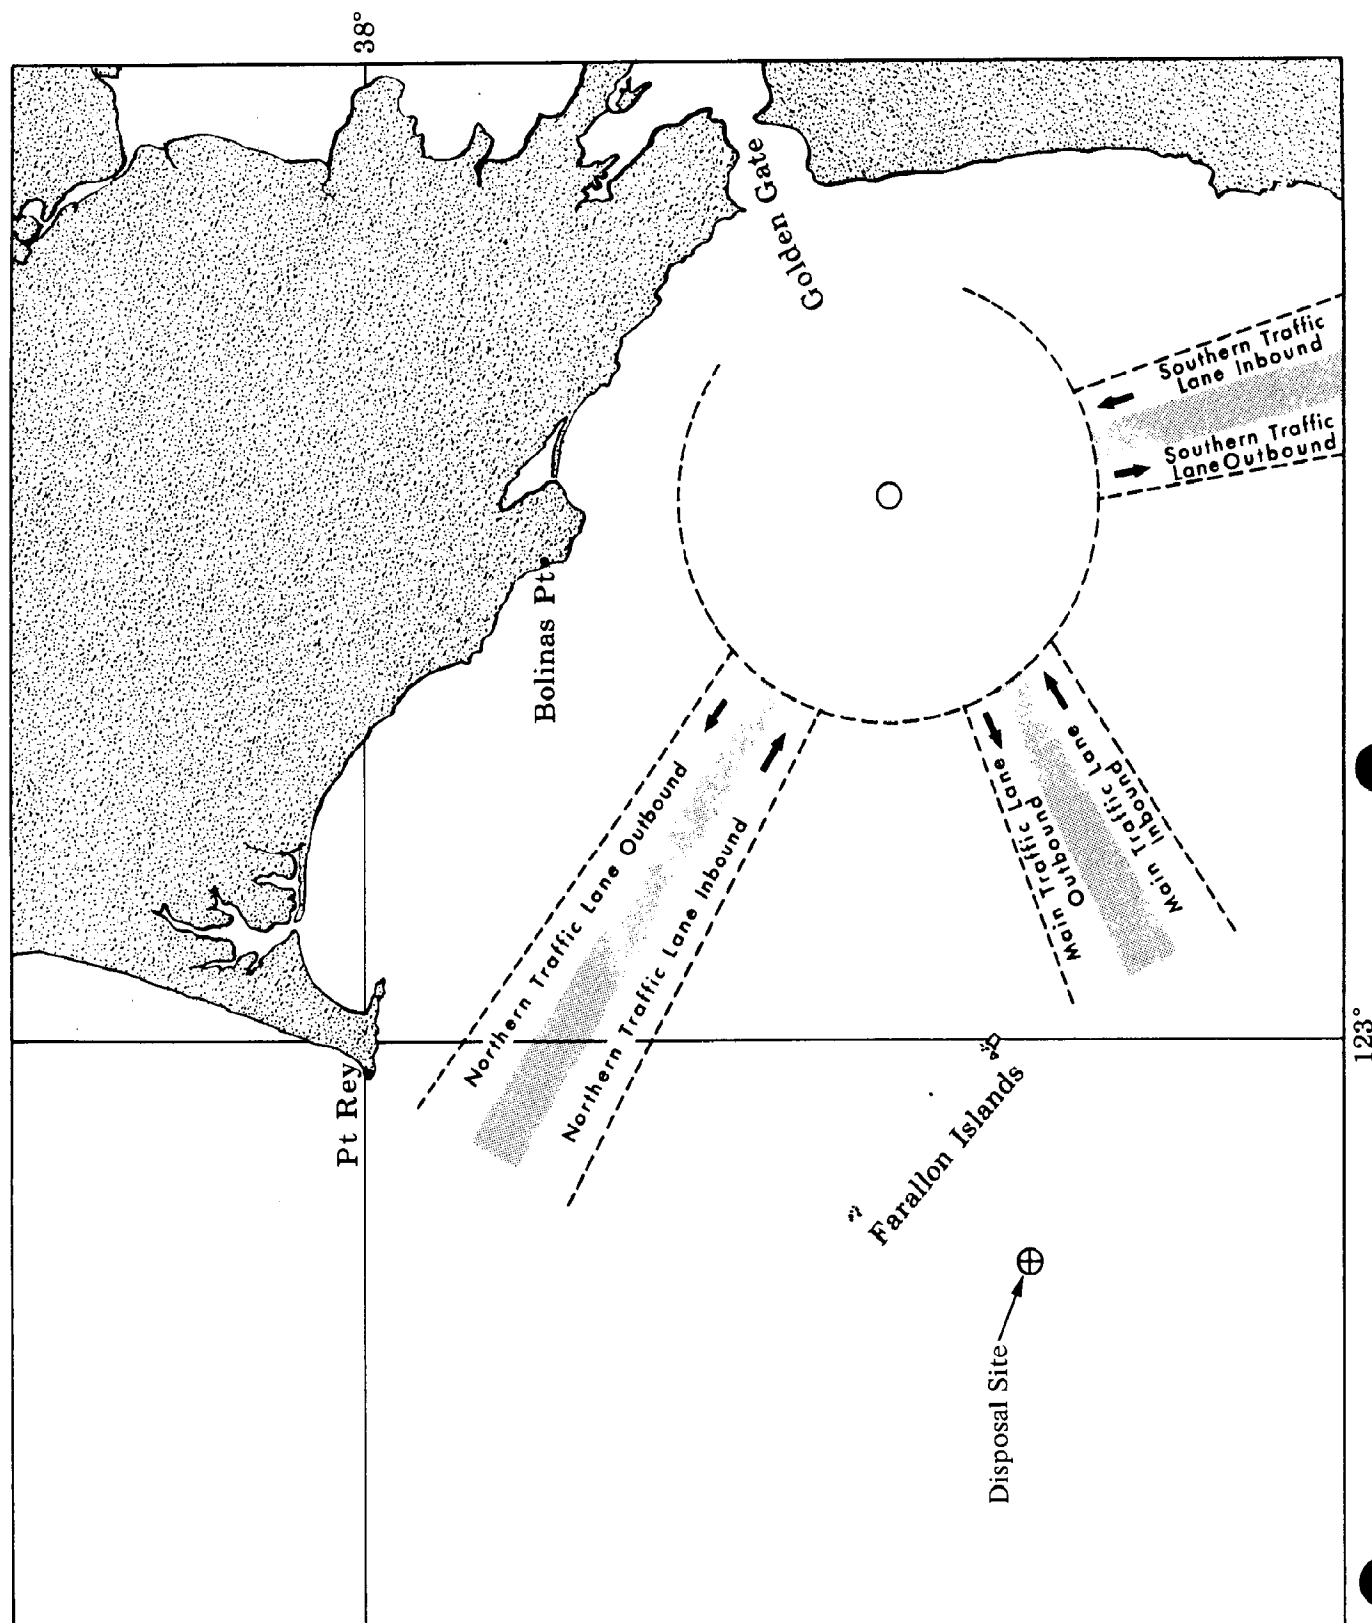 38°
Golden Gate
Southern Traffic
Lane Inbound
Southern Traffic
Lane Outbound
Bolinas Pt
Northern Traffic Lane Outbound
Northern Traffic Lane Inbound
Main Traffic Lane
Outbound
Main Traffic Lane
Inbound
Pt Rey
123°
Farallon Islands
Disposal Site